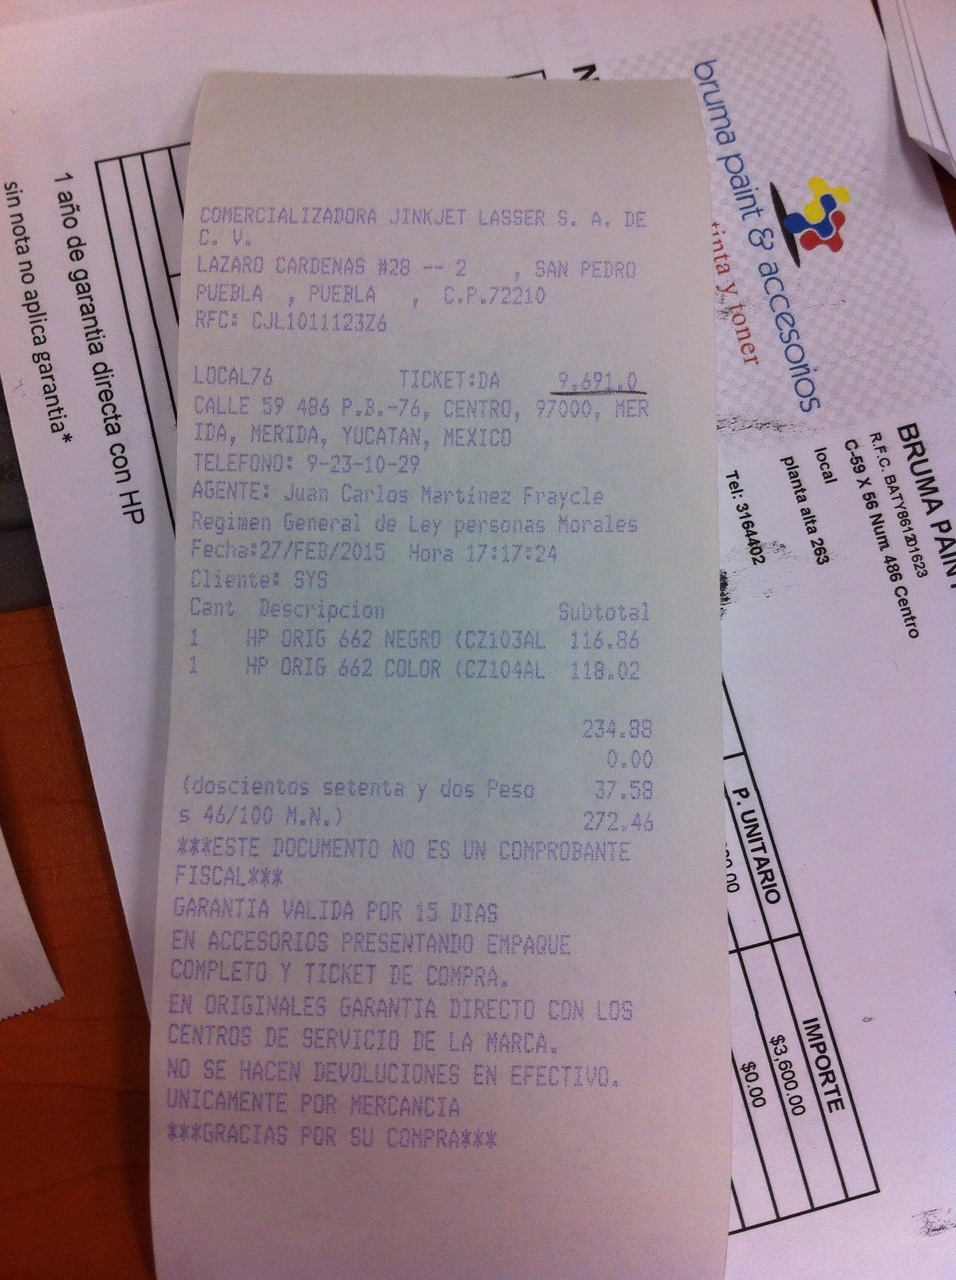 COMERCIALIZADORA JINKJET LASSER S. A. DE
C. V.
LAZARO CARDENAS #28 -- 2 , SAN PEDRO
PUEBLA , PUEBLA , C.P.72210
RFC: CJL1011123Z6
LOCAL76 TICKET:DA 9,691.0
CALLE 59 486 P.B.-76, CENTRO, 97000, MER
IDA, MERIDA, YUCATAN, MEXICO
TELEFONO: 9-23-10-29
AGENTE: Juan Carlos Martínez Fraycle
Regimen General de Ley personas Morales
Fecha:27/FEB/2015 Hora 17:17:24
Cliente: SYS
Cant Descripcion Subtotal
1 HP ORIG 662 NEGRO (CZ103AL 116.86
1 HP ORIG 662 COLOR (CZ104AL 118.02
234.88
0.00
(doscientos setenta y dos Peso 37.58
s 46/100 M.N.) 272.46
***ESTE DOCUMENTO NO ES UN COMPROBANTE
FISCAL***
GARANTIA VALIDA POR 15 DIAS
EN ACCESORIOS PRESENTANDO EMPAQUE
COMPLETO Y TICKET DE COMPRA.
EN ORIGINALES GARANTIA DIRECTO CON LOS
CENTROS DE SERVICIO DE LA MARCA.
NO SE HACEN DEVOLUCIONES EN EFECTIVO.
UNICAMENTE POR MERCANCIA
***GRACIAS POR SU COMPRA***
bruma paint & accesorios
tinta y toner
BRUMA PAINT
R.F.C. BATY861201623
C-59 X 56 Num. 486 Centro
local
planta alta 263
Tel: 3164402
P. UNITARIO
IMPORTE
$3,600.00
$0.00
1 año de garantia directa con HP
sin nota no aplica garantia*